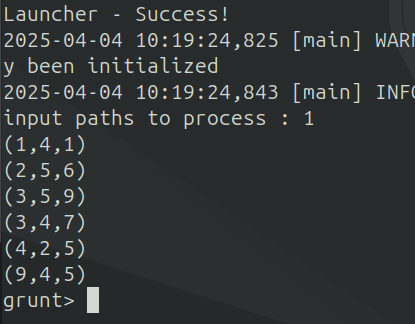 Launcher - Success!
2025-04-04 10:19:24,825 [main] WARN
y been initialized
2025-04-04 10:19:24,843 [main] INFO
input paths to process : 1
(1,4,1)
(2,5,6)
(3,5,9)
(3,4,7)
(4,2,5)
(9,4,5)
grunt>